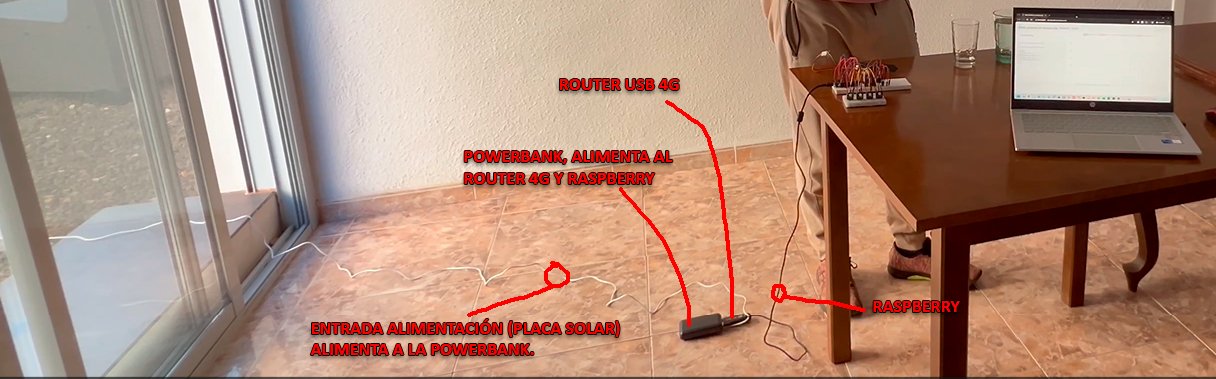 ROUTER USB 4G
POWERBANK, ALIMENTA AL
ROUTER 4G Y RASPBERRY
RASPBERRY
ENTRADA ALIMENTACIÓN (PLACA SOLAR)
ALIMENTA A LA POWERBANK.